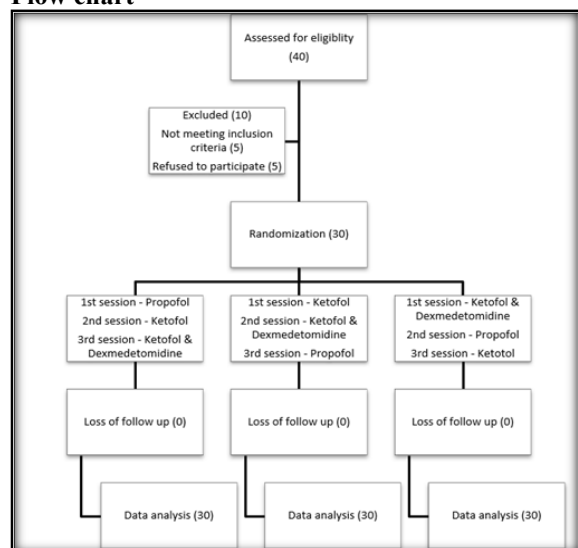 Flow chart
Assessed for eligiblity
(40)
Excluded (10)
Not meeting inclusion
criteria (5)
Refused to participate (5)
Randomization (30)
1st session - Propofol
2nd session - Ketofol
3rd session - Ketofol &
Dexmedetomidine
1st session - Ketofol
2nd session - Ketofol &
Dexmedetomidine
3rd session - Propofol
1st session - Ketofol &
Dexmedetomidine
2nd session - Propofol
3rd session - Ketotol
Loss of follow up (0)
Loss of follow up (0)
Loss of follow up (0)
Data analysis (30)
Data analysis (30)
Data analysis (30)